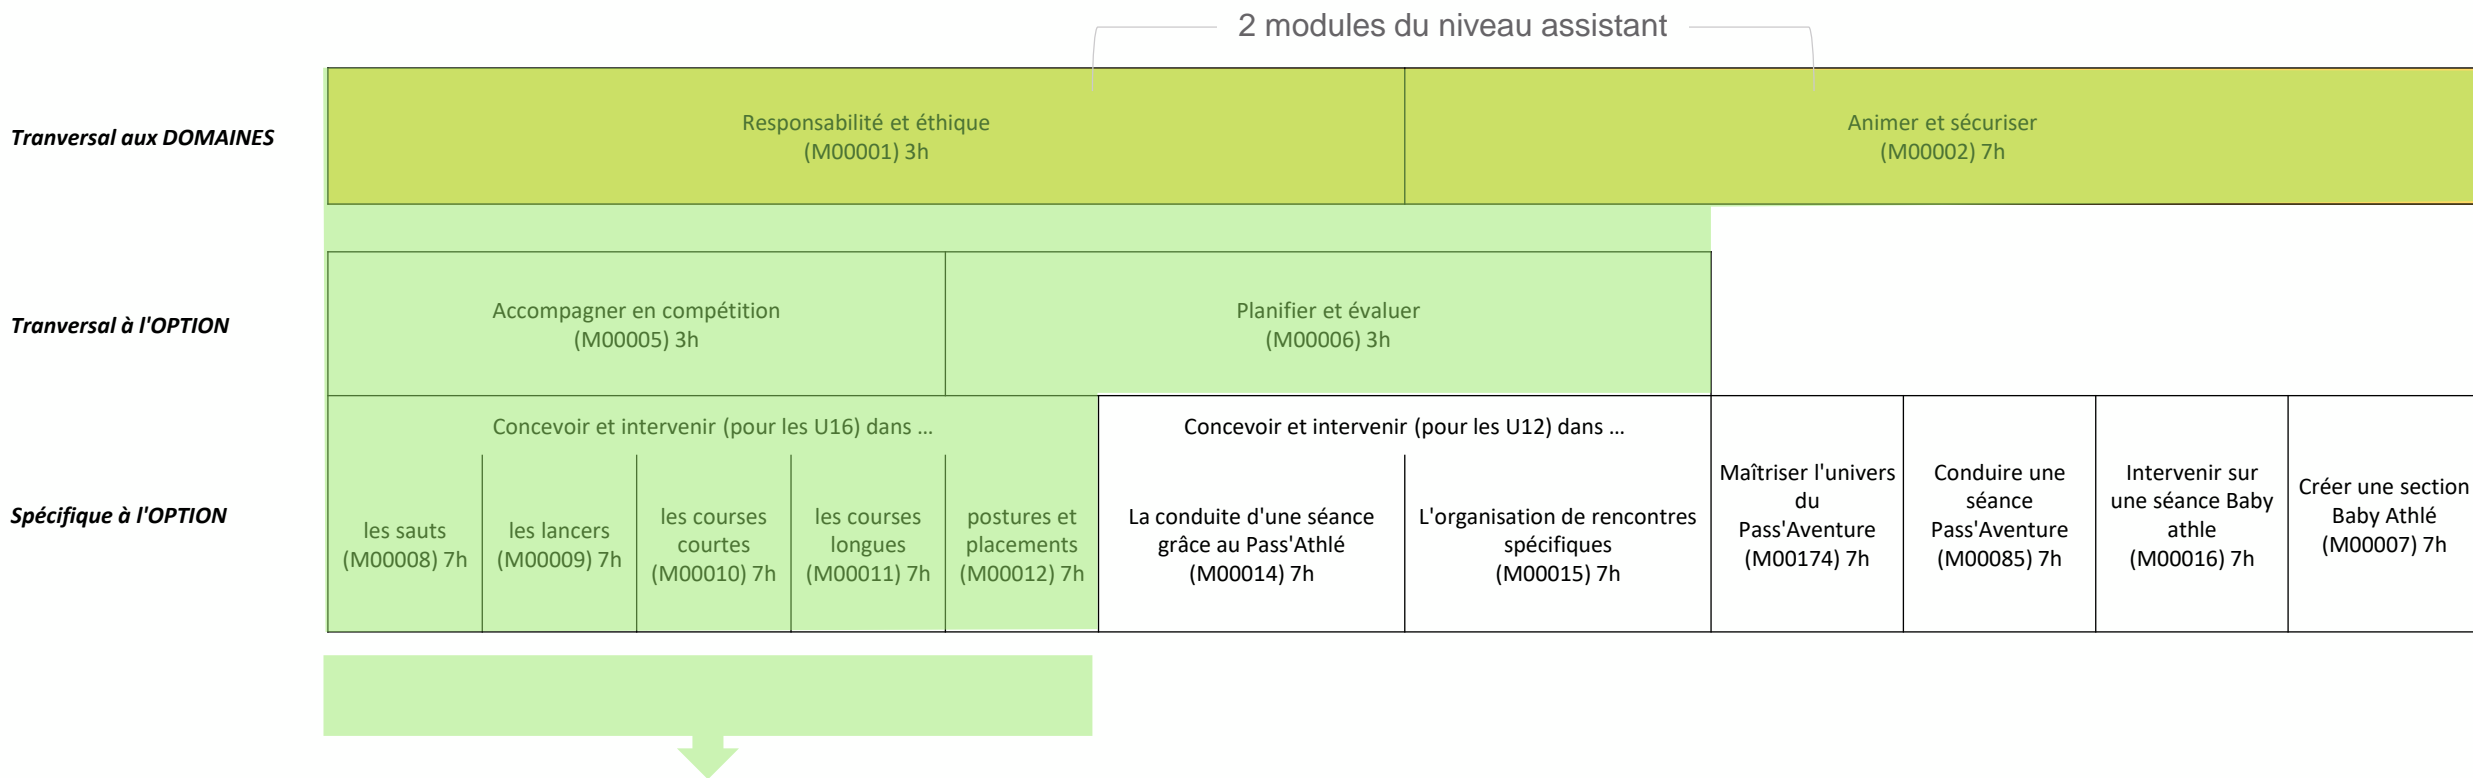 2 modules du niveau assistant
Tranversal aux DOMAINES
Responsabilité et éthique
(M00001) 3h
Animer et sécuriser
(M00002) 7h
Tranversal à l'OPTION
Accompagner en compétition
(M00005) 3h
Planifier et évaluer
(M00006) 3h
Spécifique à l'OPTION
Concevoir et intervenir (pour les U16) dans ...
les sauts
(M00008) 7h
les lancers
(M00009) 7h
les courses
courtes
(M00010) 7h
les courses
longues
(M00011) 7h
postures et
placements
(M00012) 7h
Concevoir et intervenir (pour les U12) dans ...
La conduite d'une séance
grâce au Pass'Athlé
(M00014) 7h
L'organisation de rencontres
spécifiques
(M00015) 7h
Maîtriser l'univers
du
Pass'Aventure
(M00174) 7h
Conduire une
séance
Pass'Aventure
(M00085) 7h
Intervenir sur
une séance Baby
athle
(M00016) 7h
Créer une section
Baby Athlé
(M00007) 7h